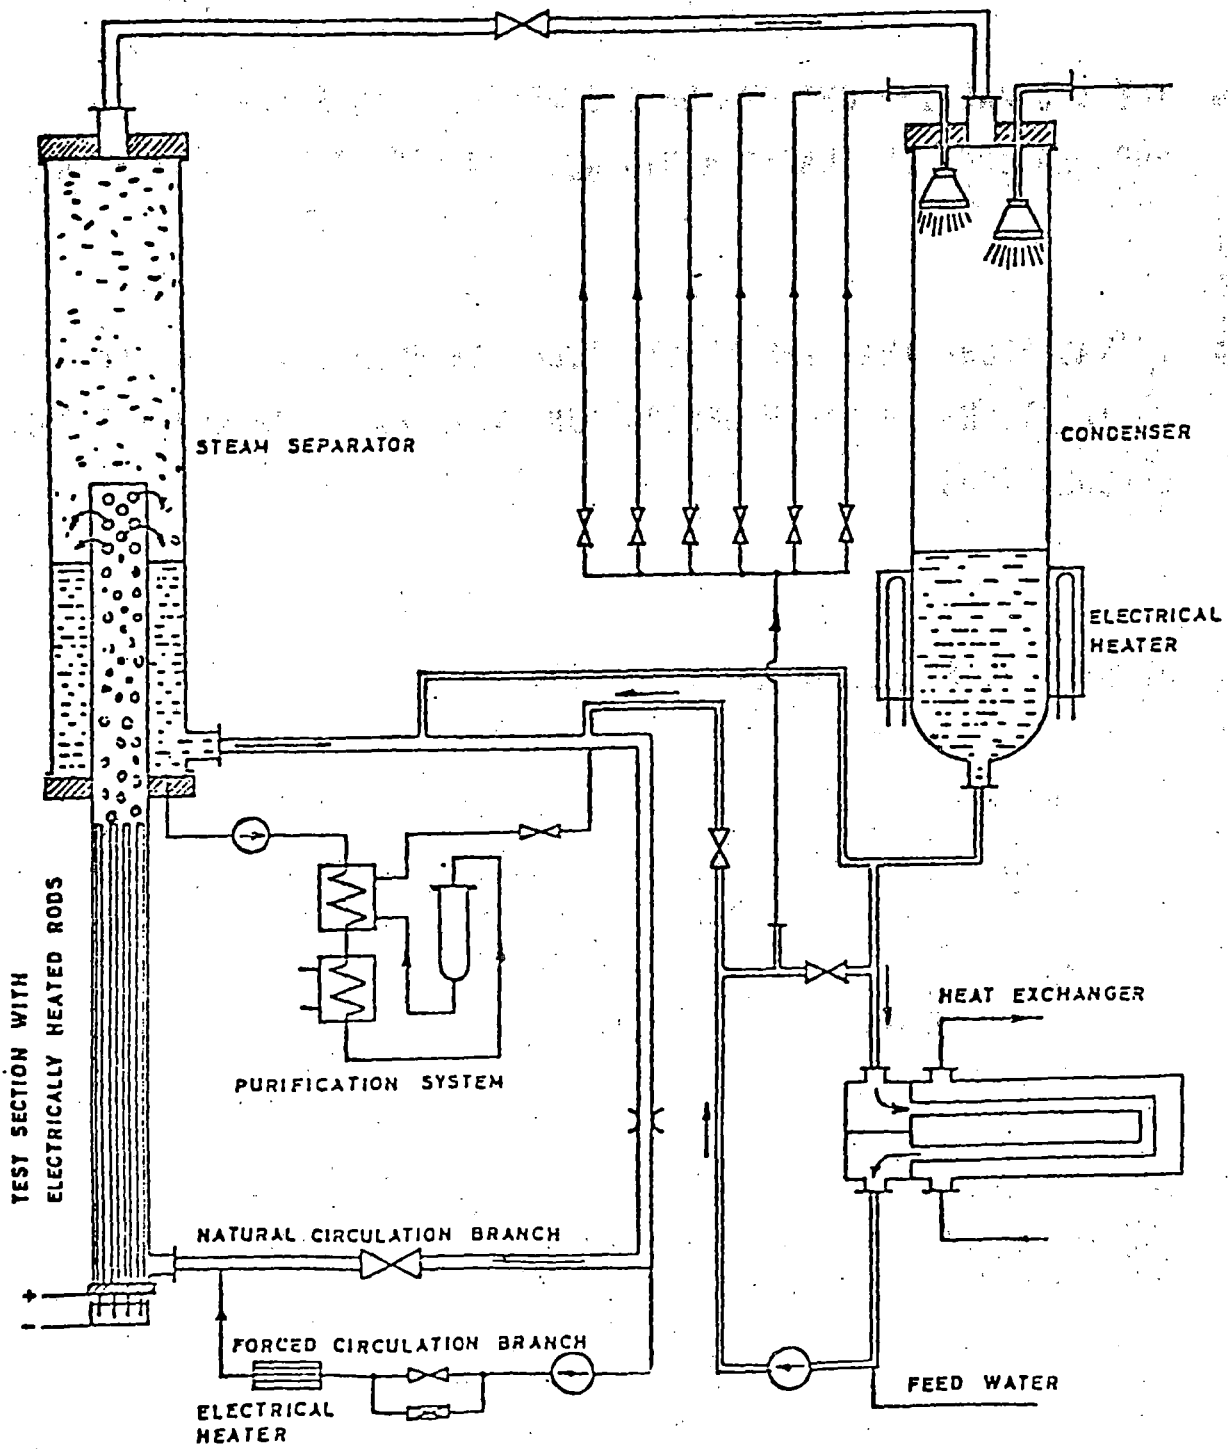 STEAM SEPARATOR
CONDENSER
ELECTRICAL
HEATER
TEST SECTION WITH
ELECTRICALLY HEATED RODS
HEAT EXCHANGER
PURIFICATION SYSTEM
NATURAL CIRCULATION BRANCH
+
-
FORCED CIRCULATION BRANCH
FEED WATER
ELECTRICAL
HEATER